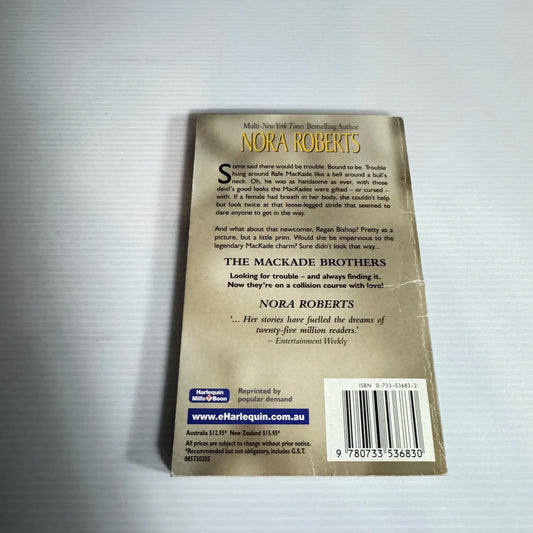 Multi-New York Times Bestselling Author
NORA ROBERTS
Some said there would be trouble. Bound to be. Trouble
hung around Rafe MacKade like a bell around a bull's
neck. Oh, he was as handsome as ever, with those
devil's good looks the MacKades were gifted – or cursed –
with. If a female had breath in her body, she couldn't help
but look twice at that loose-legged stride that seemed to
dare anyone to get in the way.
And what about that newcomer, Regan Bishop? Pretty as a
picture, but a little prim. Would she be impervious to the
legendary MacKade charm? Sure didn't look that way...
THE MACKADE BROTHERS
Looking for trouble – and always finding it.
Now they're on a collision course with love!
NORA ROBERTS
'... Her stories have fuelled the dreams of
twenty-five million readers.'
– Entertainment Weekly
Harlequin
Mills & Boon
Reprinted by
popular demand
www.eHarlequin.com.au
Australia $12.95* New Zealand $15.95*
All prices are subject to change without prior notice.
*Recommended but not obligatory, includes G.S.T.
085730205
ISBN 0-733-53683-2
9 780733 536830